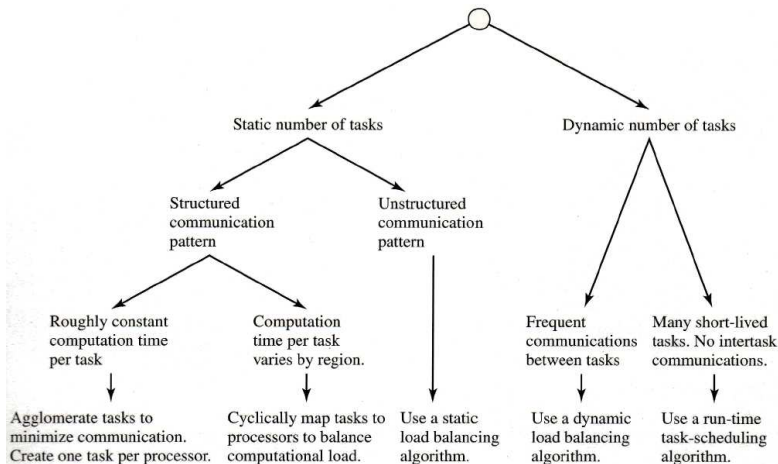 Static number of tasks
Dynamic number of tasks
Structured
communication
pattern
Unstructured
communication
pattern
Roughly constant
computation time
per task
Computation
time per task
varies by region.
Frequent
communications
between tasks
Many short-lived
tasks. No intertask
communications.
Agglomerate tasks to
minimize communication.
Create one task per processor.
Cyclically map tasks to
processors to balance
computational load.
Use a static
load balancing
algorithm.
Use a dynamic
load balancing
algorithm.
Use a run-time
task-scheduling
algorithm.